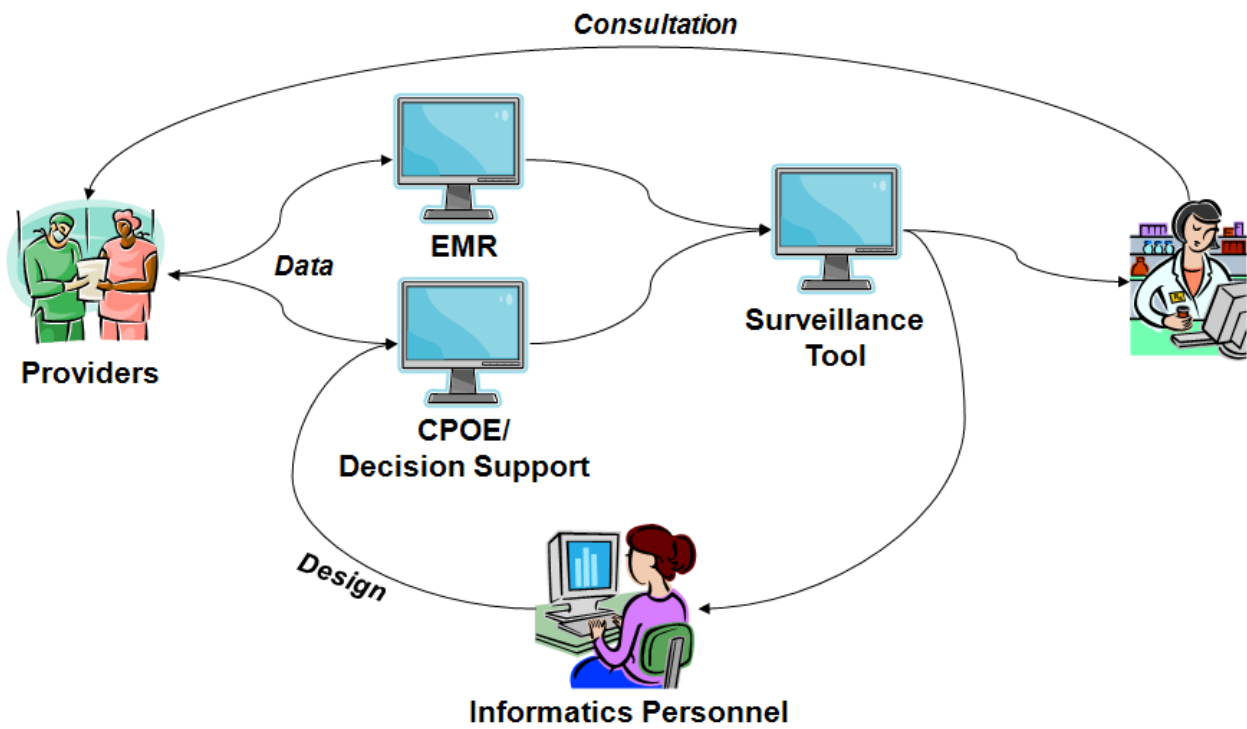 Consultation
EMR
Data
Surveillance
Tool
Providers
CPOE/
Decision Support
Design
Informatics Personnel